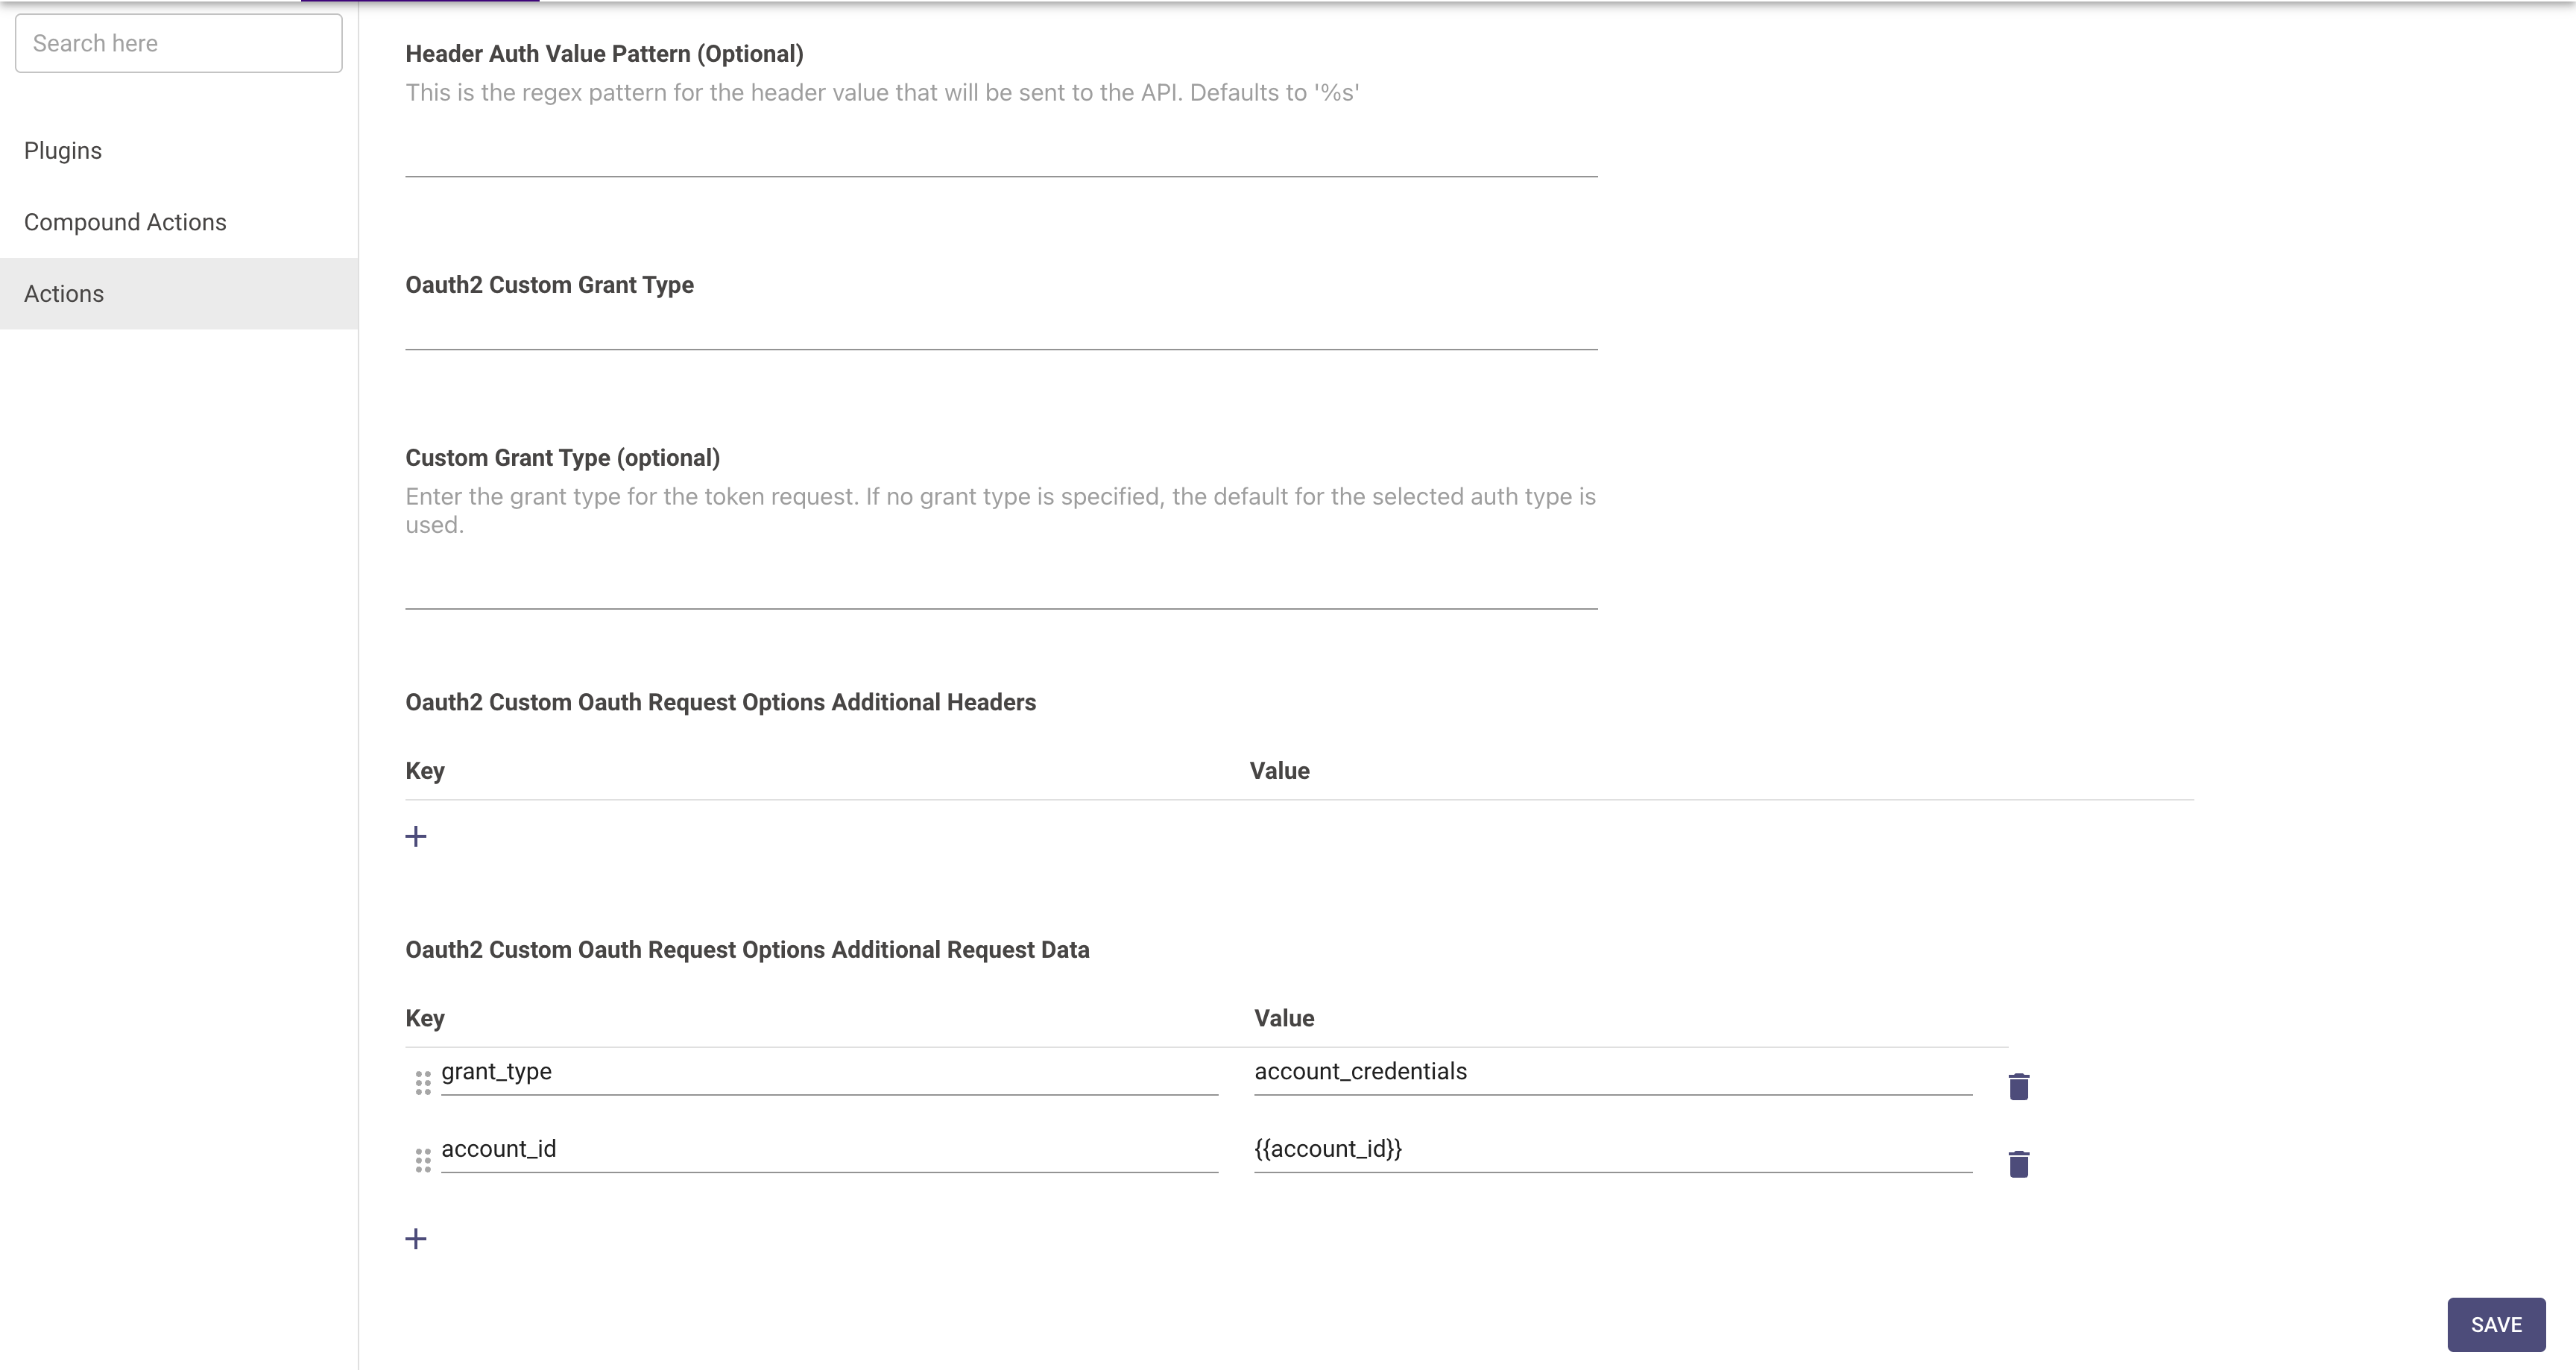 Search here
Plugins
Compound Actions
Actions
Header Auth Value Pattern (Optional)
This is the regex pattern for the header value that will be sent to the API. Defaults to '%s'
Oauth2 Custom Grant Type
Custom Grant Type (optional)
Enter the grant type for the token request. If no grant type is specified, the default for the selected auth type is
used.
Oauth2 Custom Oauth Request Options Additional Headers
Key Value
Oauth2 Custom Oauth Request Options Additional Request Data
Key Value
grant_type account_credentials
account_id {{account_id}}
SAVE